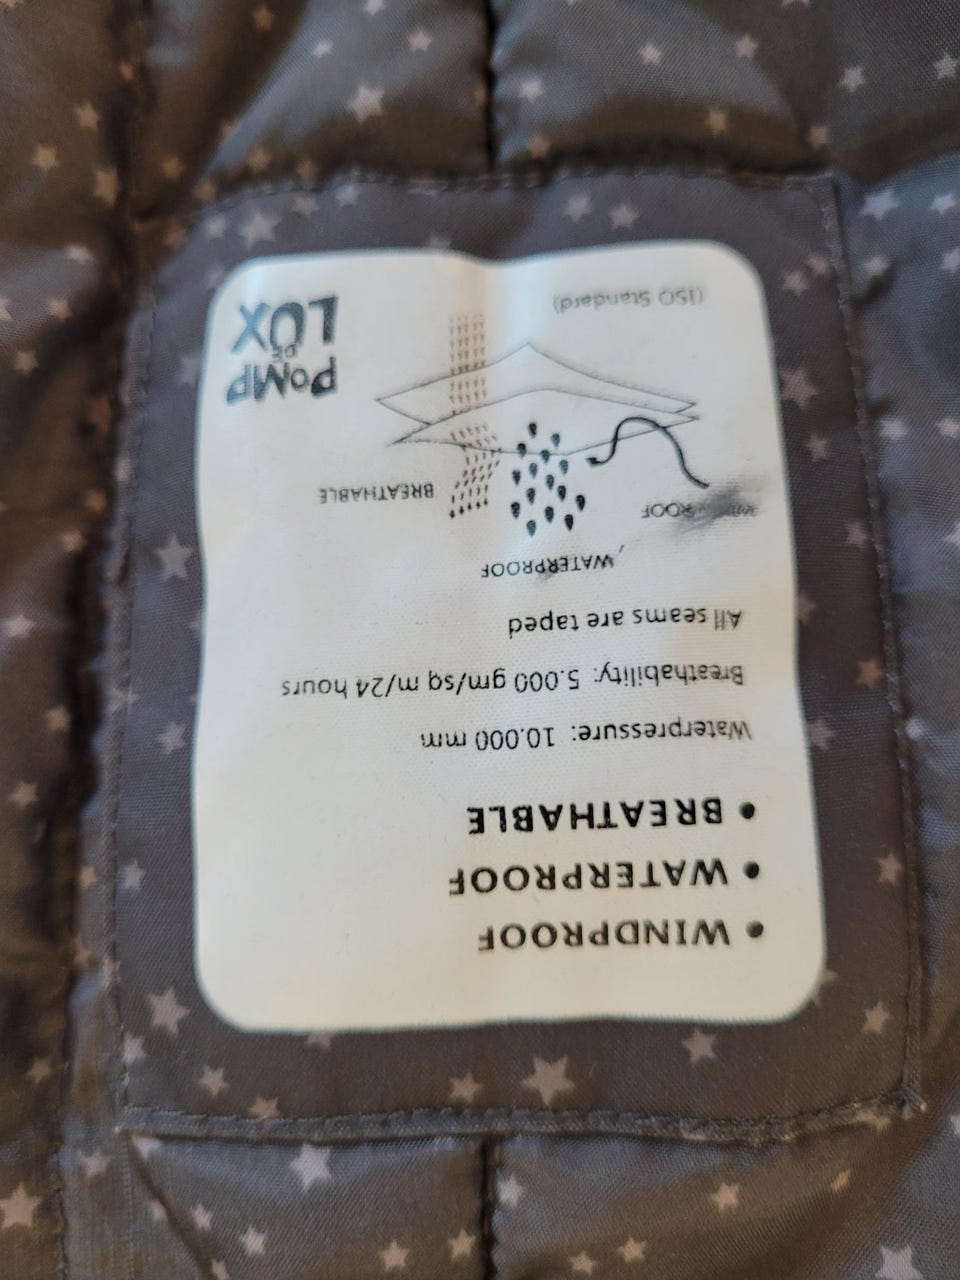 • WINDPROOF
• WATERPROOF
• BREATHABLE
Waterpressure: 10.000 mm
Breathability: 5.000 gm/sq m/24 hours
All seams are taped
WATERPROOF
WINDPROOF
BREATHABLE
POMP
DE
LUX
(ISO Standard)